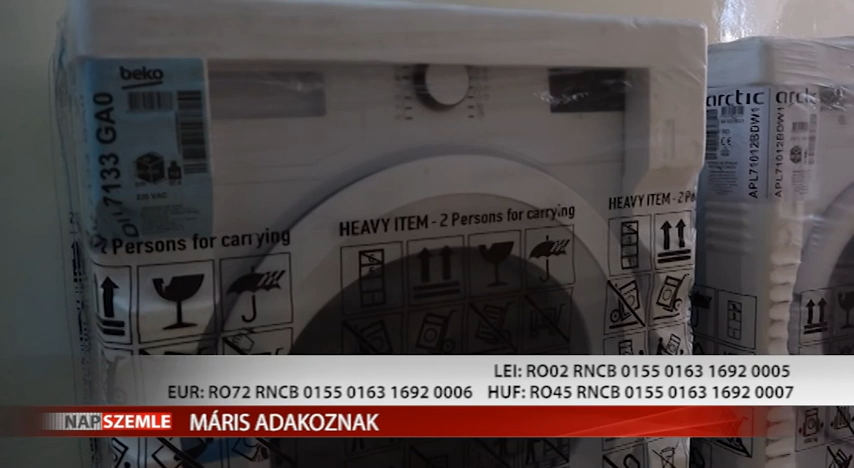 beko
7133 GA0
230 VAC
arctic arctic
APL71012BDW1
APL71012BDW1
HEAVY ITEM - 2 Persons for carrying
HEAVY ITEM - 2 Pe
2 Persons for carrying
LEI: RO02 RNCB 0155 0163 1692 0005
EUR: RO72 RNCB 0155 0163 1692 0006 HUF: RO45 RNCB 0155 0163 1692 0007
NAPSZEMLE MÁRIS ADAKOZNAK